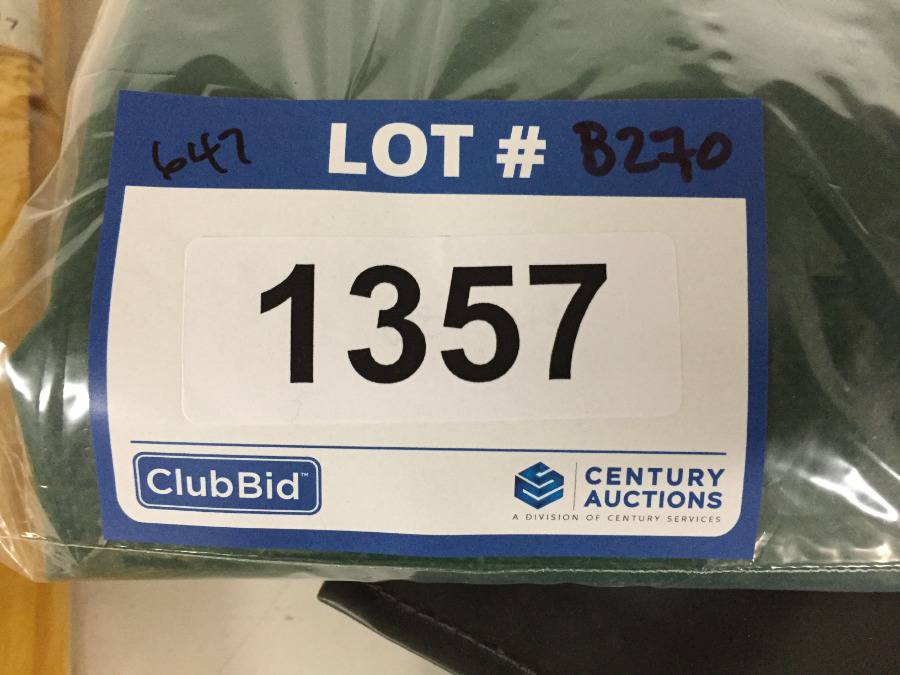 647 LOT # B270
1357
ClubBid™
CENTURY
AUCTIONS
A DIVISION OF CENTURY SERVICES